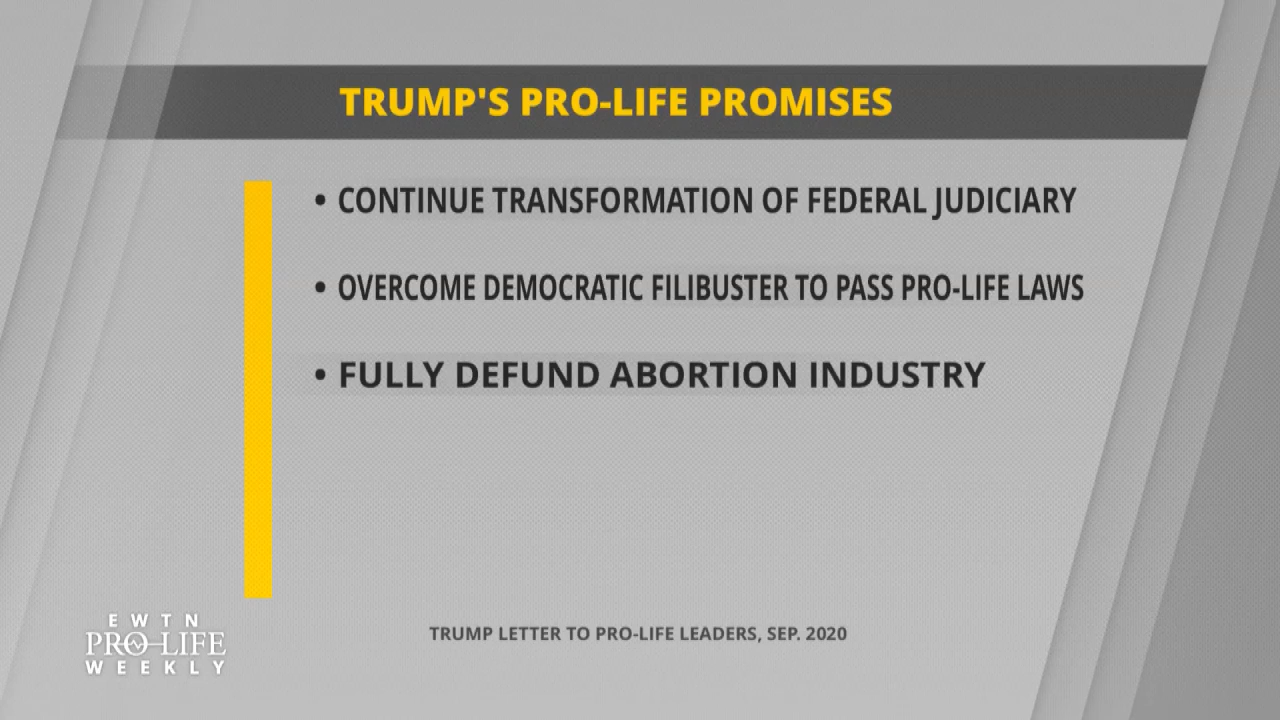 TRUMP'S PRO-LIFE PROMISES
• CONTINUE TRANSFORMATION OF FEDERAL JUDICIARY
• OVERCOME DEMOCRATIC FILIBUSTER TO PASS PRO-LIFE LAWS
• FULLY DEFUND ABORTION INDUSTRY
TRUMP LETTER TO PRO-LIFE LEADERS, SEP. 2020
EWTN
PRO-LIFE
WEEKLY